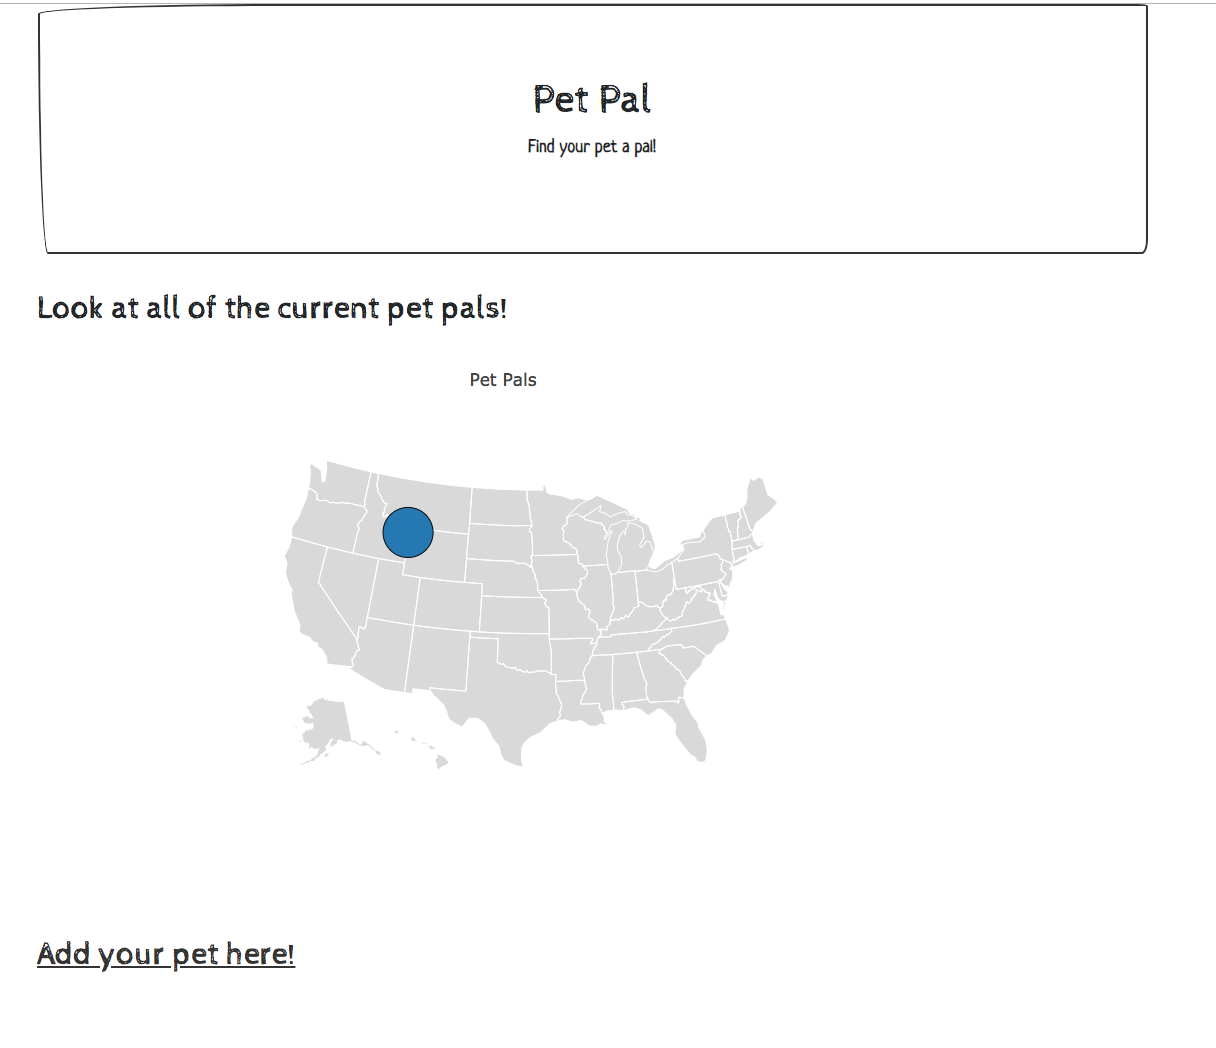 Pet Pal
Find your pet a pal!
Look at all of the current pet pals!
Pet Pals
Add your pet here!